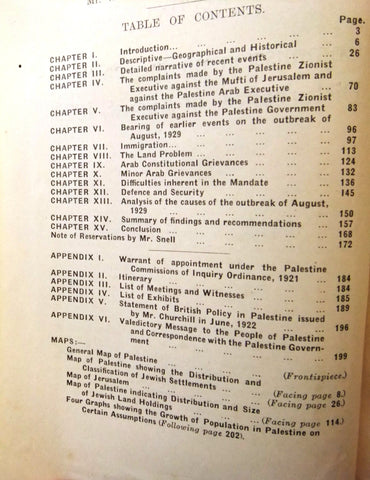 TABLE OF CONTENTS.
Page.
CHAPTER I. Introduction... ... ... ... ... ... 3
CHAPTER II. Descriptive—Geographical and Historical ... 6
CHAPTER III. Detailed narrative of recent events ... ... 26
CHAPTER IV. The complaints made by the Palestine Zionist
Executive against the Mufti of Jerusalem and
against the Palestine Arab Executive ... ... 70
CHAPTER V. The complaints made by the Palestine Zionist
Executive against the Palestine Government 83
CHAPTER VI. Bearing of earlier events on the outbreak of
August, 1929 ... ... ... ... ... 96
CHAPTER VII. Immigration... ... ... ... ... ... 97
CHAPTER VIII. The Land Problem ... ... ... ... ... 113
CHAPTER IX. Arab Constitutional Grievances ... ... ... 124
CHAPTER X. Minor Arab Grievances ... ... ... ... 132
CHAPTER XI. Difficulties inherent in the Mandate ... ... 136
CHAPTER XII. Defence and Security ... ... ... ... 145
CHAPTER XIII. Analysis of the causes of the outbreak of August,
1929 ... ... ... ... ... ... 150
CHAPTER XIV. Summary of findings and recommendations ... 157
CHAPTER XV. Conclusion ... ... ... ... ... ... 168
Note of Reservations by Mr. Snell ... ... ... ... 172
APPENDIX I. Warrant of appointment under the Palestine
Commissions of Inquiry Ordinance, 1921 ... 184
APPENDIX II. Itinerary ... ... ... ... ... ... 184
APPENDIX III. List of Meetings and Witnesses ... ... ... 185
APPENDIX IV. List of Exhibits ... ... ... ... ... 189
APPENDIX V. Statement of British Policy in Palestine issued
by Mr. Churchill in June, 1922 ... ... ... 196
APPENDIX VI. Valedictory Message to the People of Palestine
and Correspondence with the Palestine Govern-
ment ... ... ... ... ... ... 199
MAPS:—
General Map of Palestine ... ... ... ... (Frontispiece.)
Map of Palestine showing the Distribution and
Classification of Jewish Settlements ... ... (Facing page 8.)
Map of Jerusalem ... ... ... ... (Facing page 26.)
Map of Palestine indicating Distribution and Size
of Jewish Land Holdings ... ... ... (Facing page 114.)
Four Graphs showing the Growth of Population in Palestine on
Certain Assumptions (Following page 202).